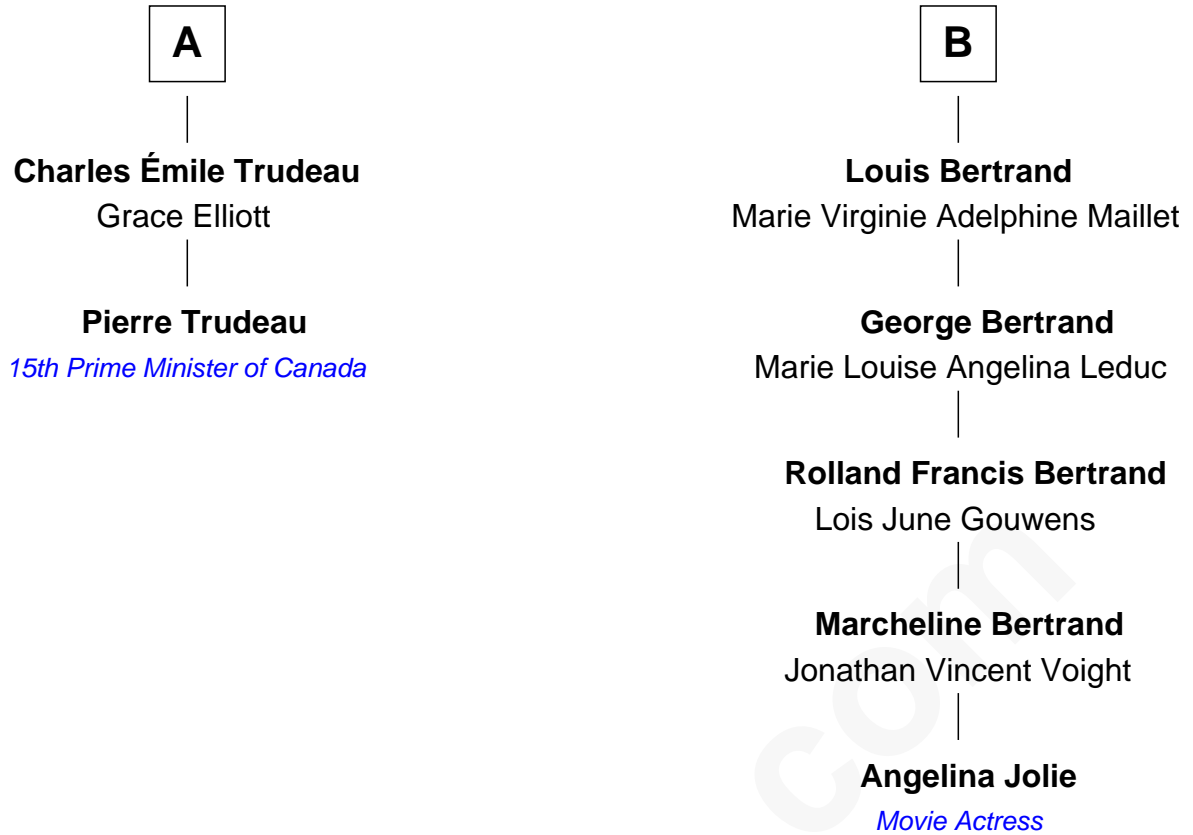 A
Charles Émile Trudeau
Grace Elliott
Pierre Trudeau
15th Prime Minister of Canada
B
Louis Bertrand
Marie Virginie Adelphine Maillet
George Bertrand
Marie Louise Angelina Leduc
Rolland Francis Bertrand
Lois June Gouwens
Marcheline Bertrand
Jonathan Vincent Voight
Angelina Jolie
Movie Actress
com